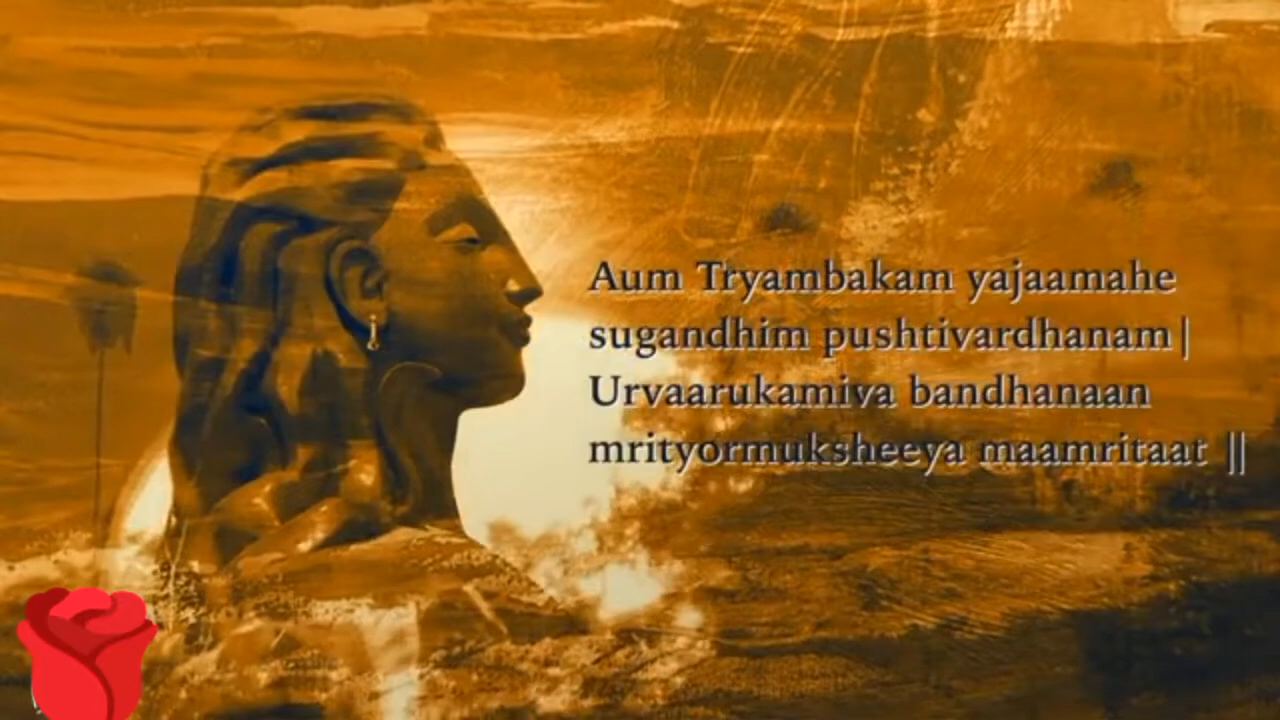 Aum Tryambakam yajaamahe
sugandhim pushtivardhanam|
Urvaarukamiva bandhanaan
mrityormuksheeya maamritaat ||